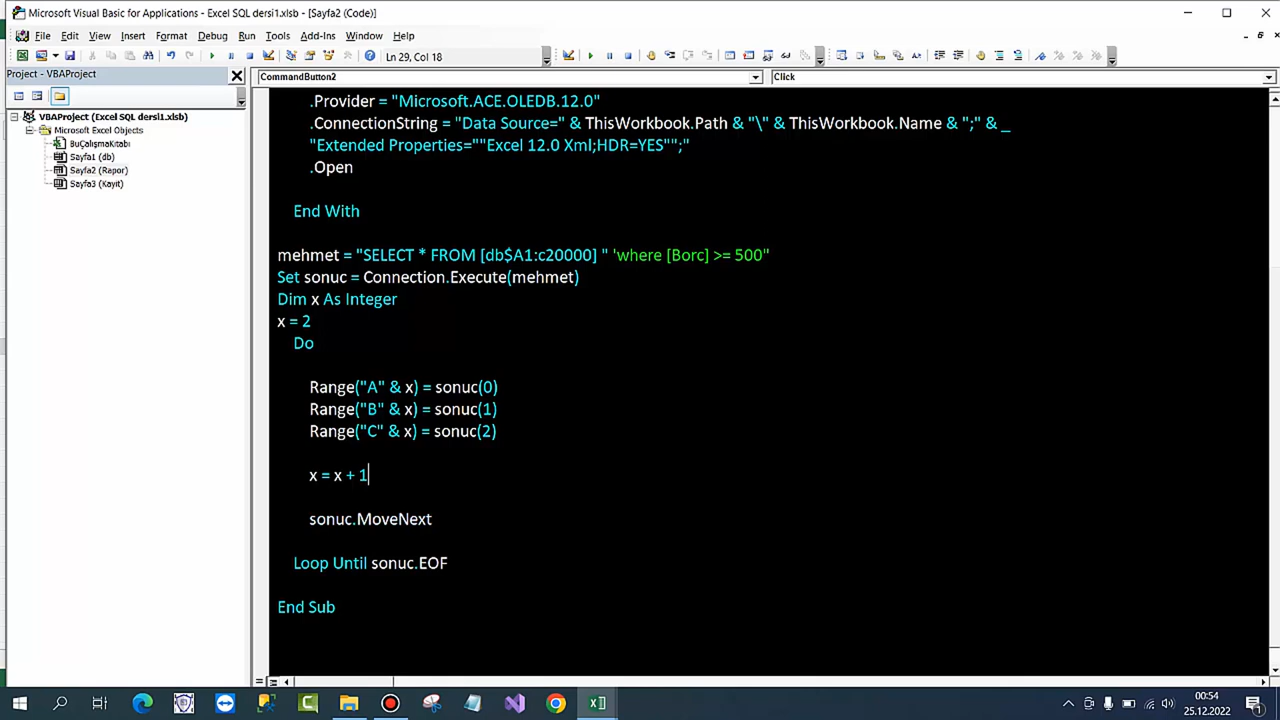 Microsoft Visual Basic for Applications - Excel SQL dersi1.xlsb - [Sayfa2 (Code)]
File Edit View Insert Format Debug Run Tools Add-Ins Window Help
Ln 29, Col 18
Project - VBAProject
CommandButton2
Click
VBAProject (Excel SQL dersi1.xlsb)
Microsoft Excel Objects
BuÇalışmaKitabı
Sayfa1 (db)
Sayfa2 (Rapor)
Sayfa3 (Kayıt)
.Provider = "Microsoft.ACE.OLEDB.12.0"
.ConnectionString = "Data Source=" & ThisWorkbook.Path & "\" & ThisWorkbook.Name & ";" & _
"Extended Properties=""Excel 12.0 Xml;HDR=YES"";"
.Open
End With
mehmet = "SELECT * FROM [db$A1:c20000] " 'where [Borc] >= 500"
Set sonuc = Connection.Execute(mehmet)
Dim x As Integer
x = 2
Do
Range("A" & x) = sonuc(0)
Range("B" & x) = sonuc(1)
Range("C" & x) = sonuc(2)
x = x + 1
sonuc.MoveNext
Loop Until sonuc.EOF
End Sub
00:54
25.12.2022